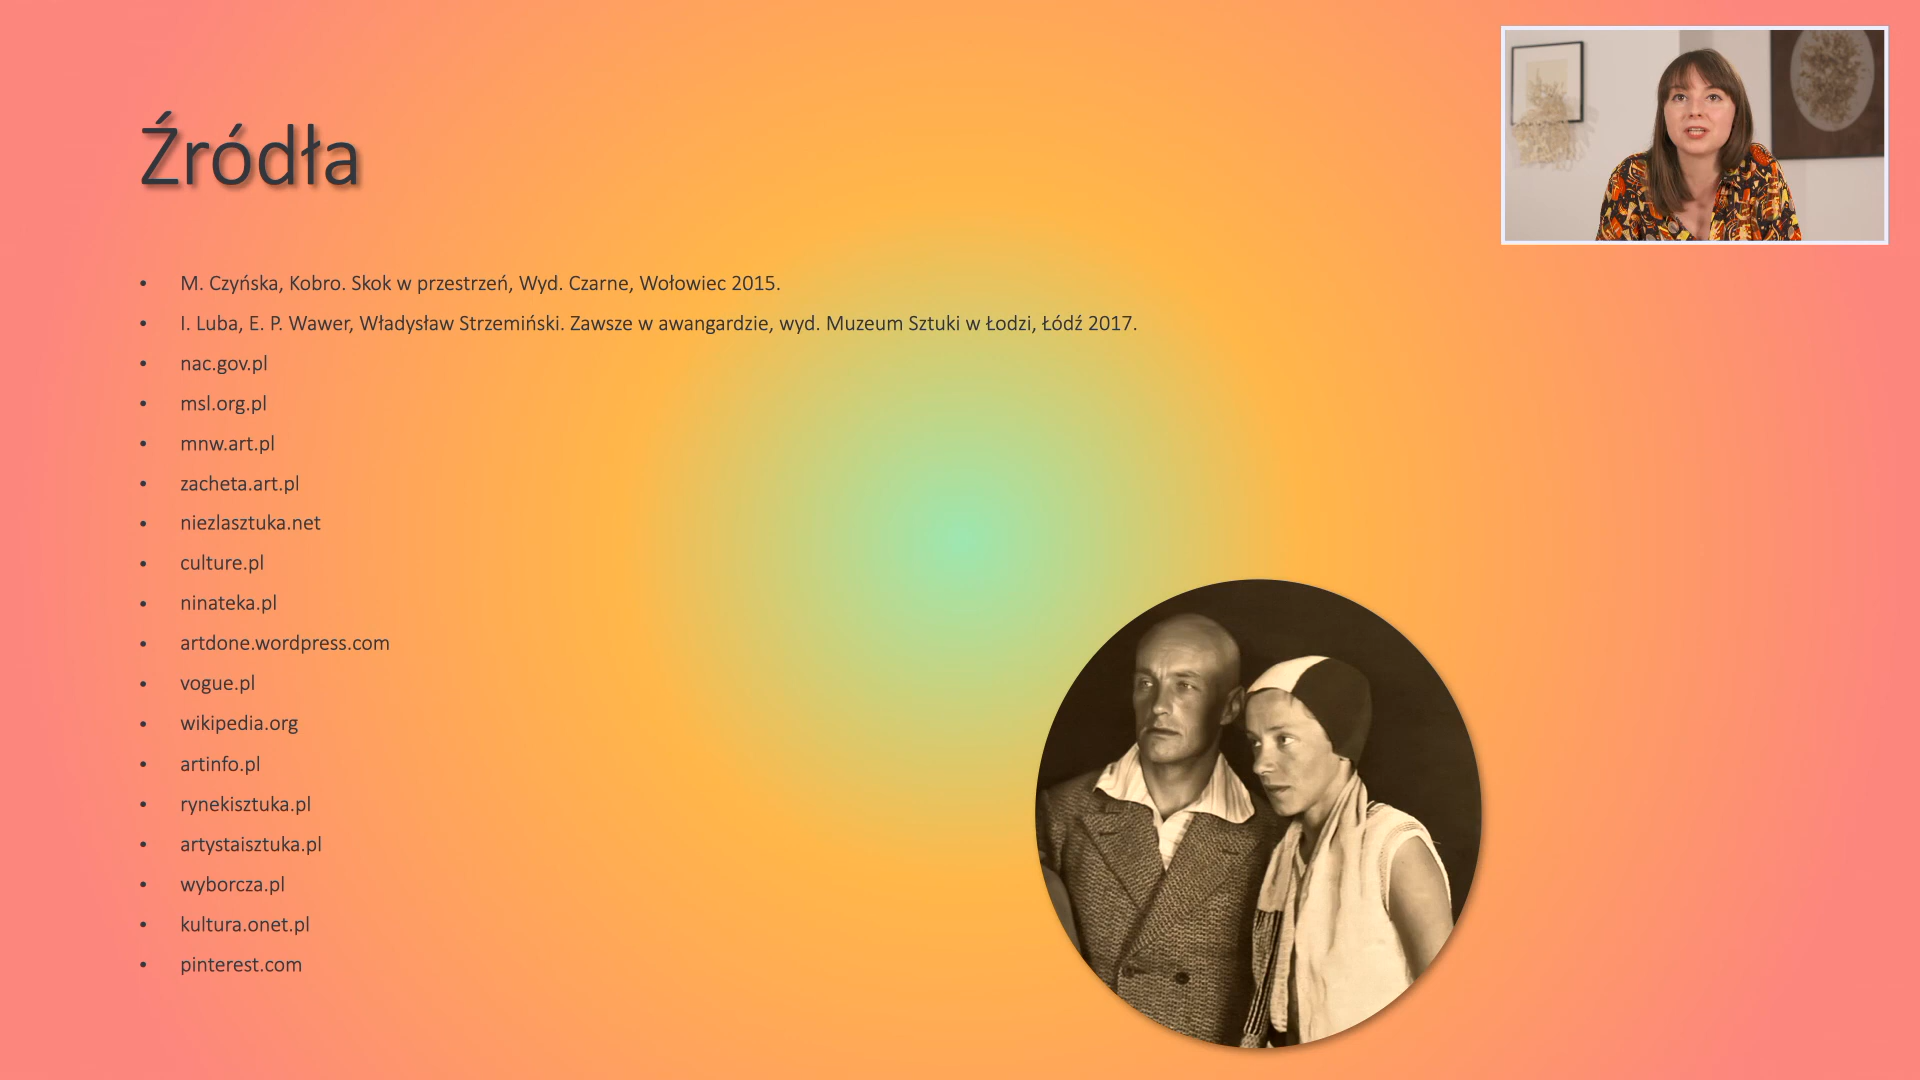 Źródła
• M. Czyńska, Kobro. Skok w przestrzeń, Wyd. Czarne, Wołowiec 2015.
• I. Luba, E. P. Wawer, Władysław Strzemiński. Zawsze w awangardzie, wyd. Muzeum Sztuki w Łodzi, Łódź 2017.
• nac.gov.pl
• msl.org.pl
• mnw.art.pl
• zacheta.art.pl
• niezlasztuka.net
• culture.pl
• ninateka.pl
• artdone.wordpress.com
• vogue.pl
• wikipedia.org
• artinfo.pl
• rynekisztuka.pl
• artystaisztuka.pl
• wyborcza.pl
• kultura.onet.pl
• pinterest.com